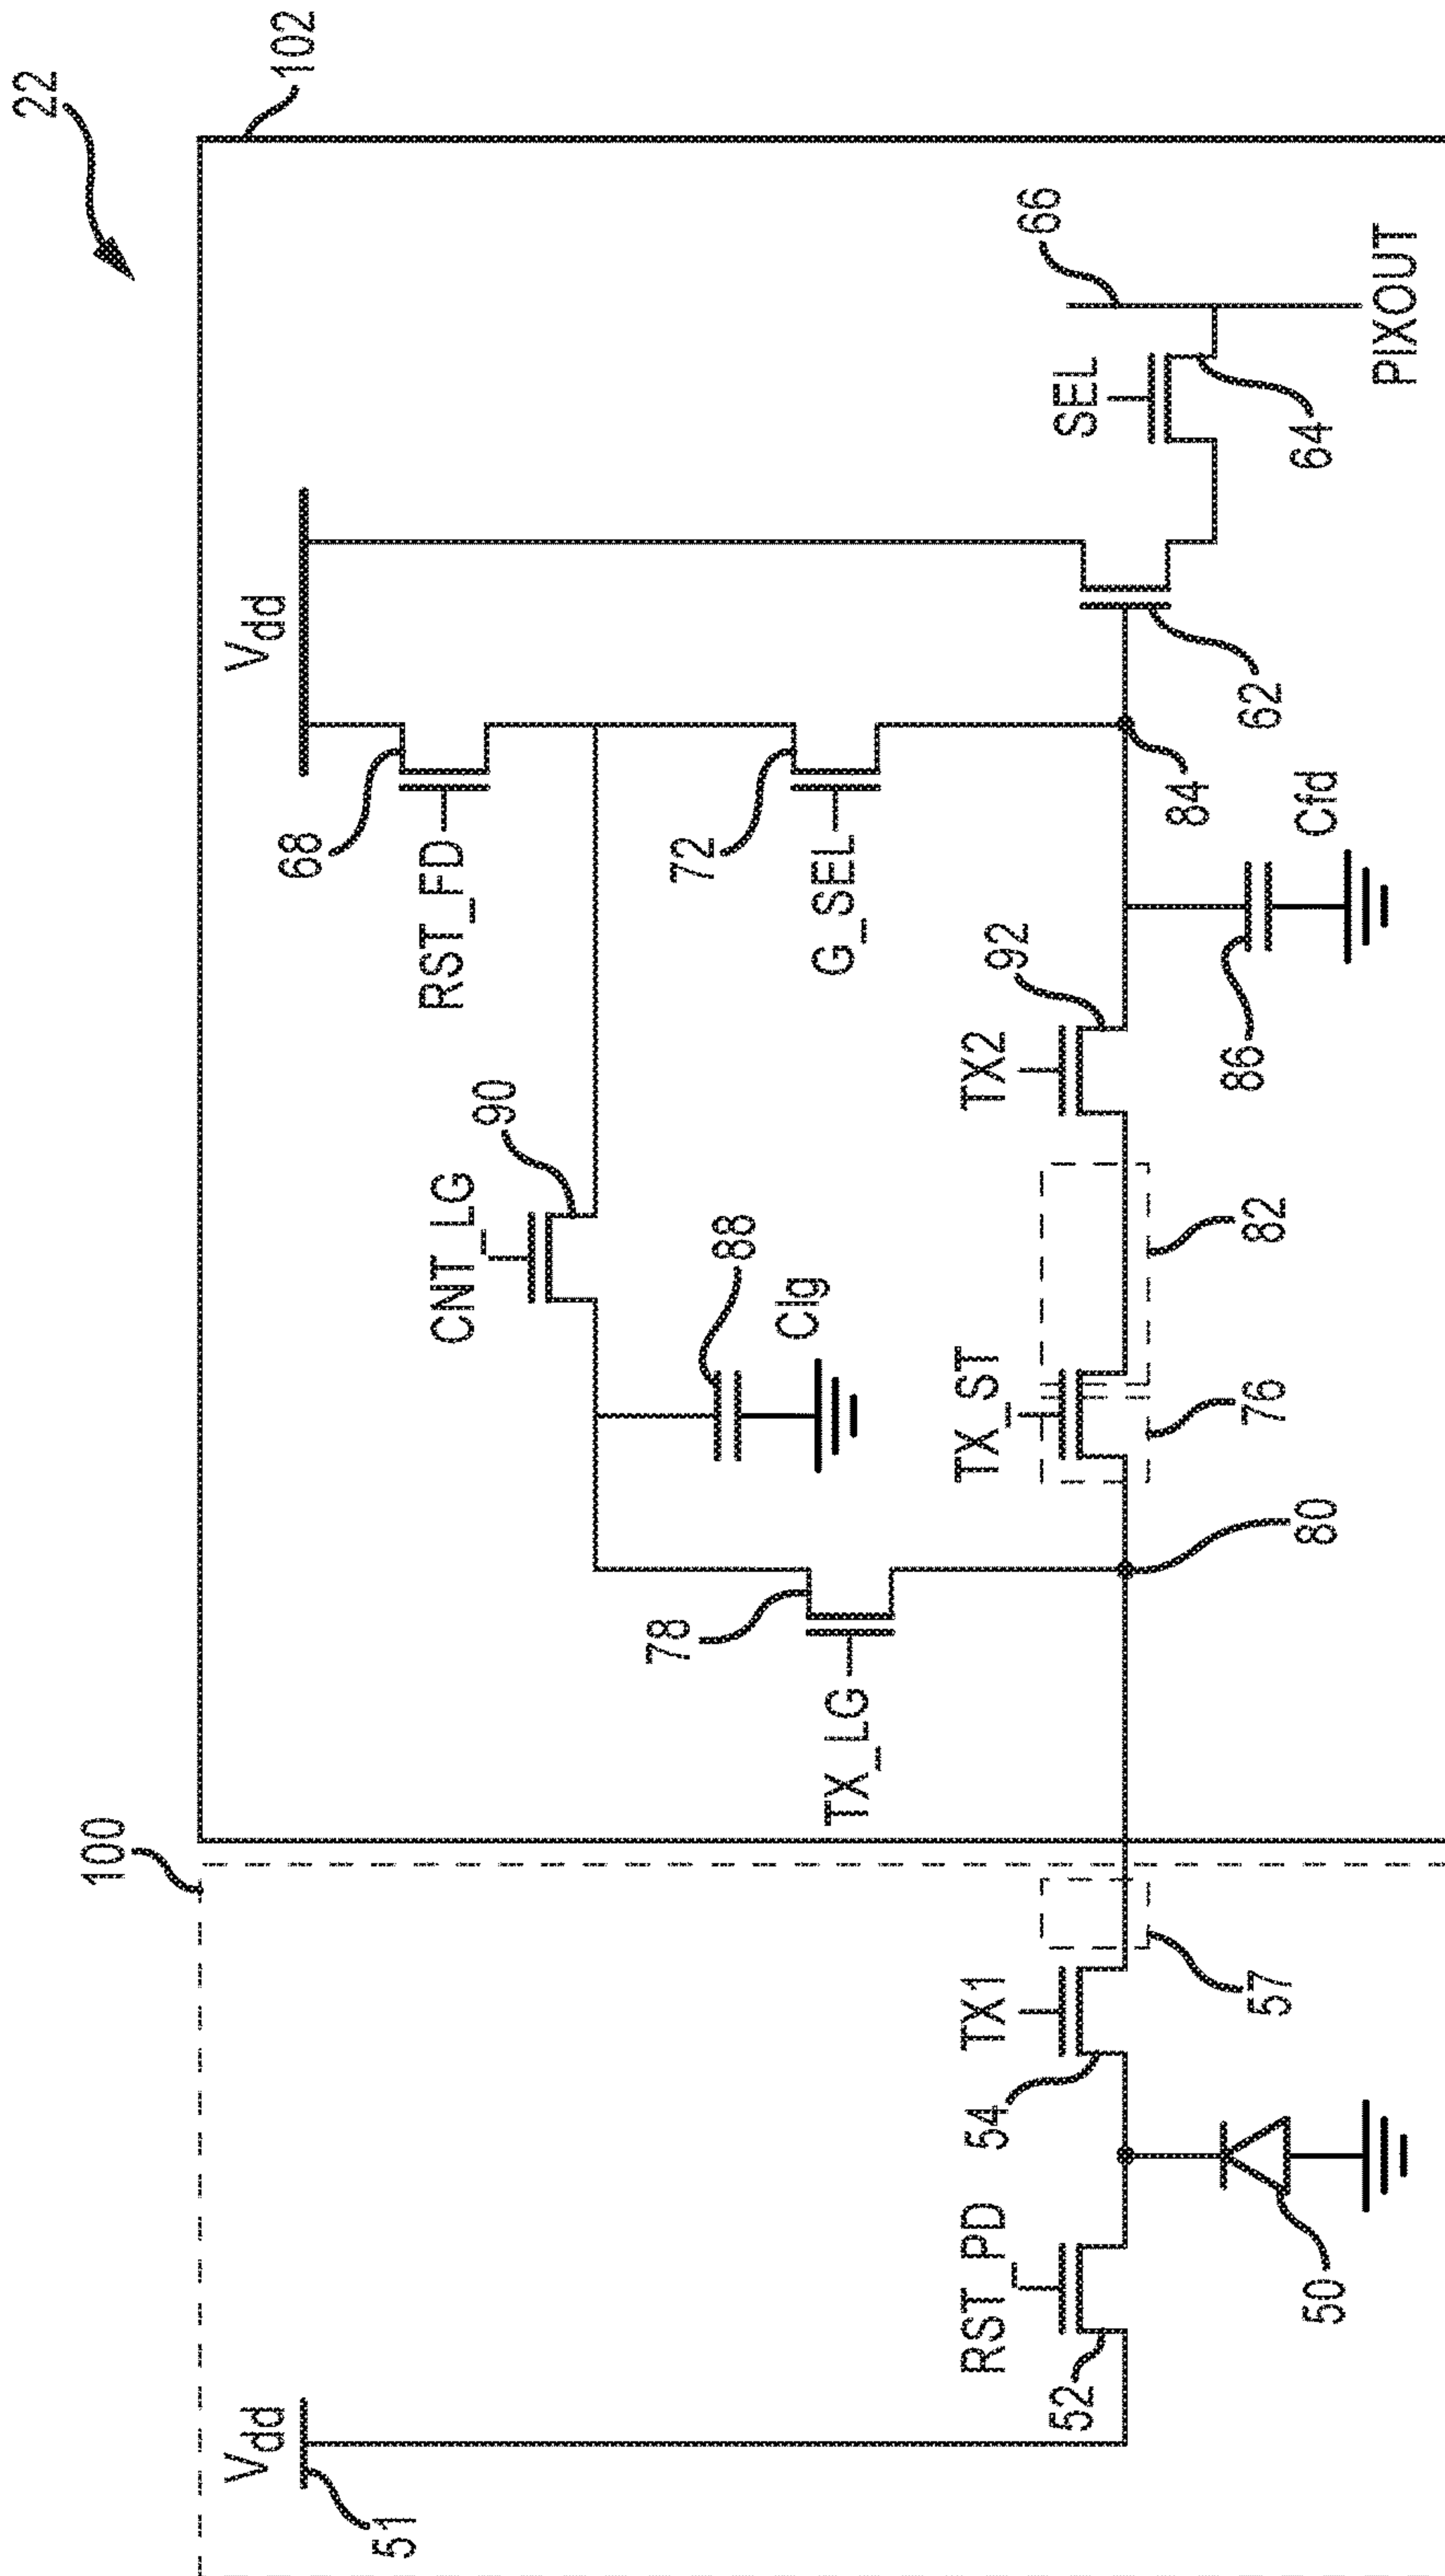 22
102
100
Vdd
51
Vdd
68
RST_FD
CNT_LG
90
72
G_SEL
88
Clg
78
TX_LG
66
SEL
64
PIXOUT
62
84
Cfd
86
TX2
92
TX_ST
82
76
80
TX1
54
57
RST_PD
52
50